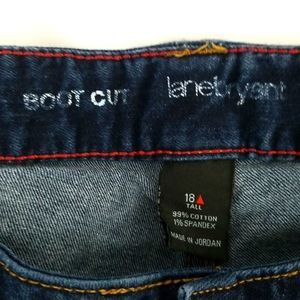 BOOT CUT lanebryant
18
TALL
99% COTTON
1% SPANDEX
MADE IN JORDAN